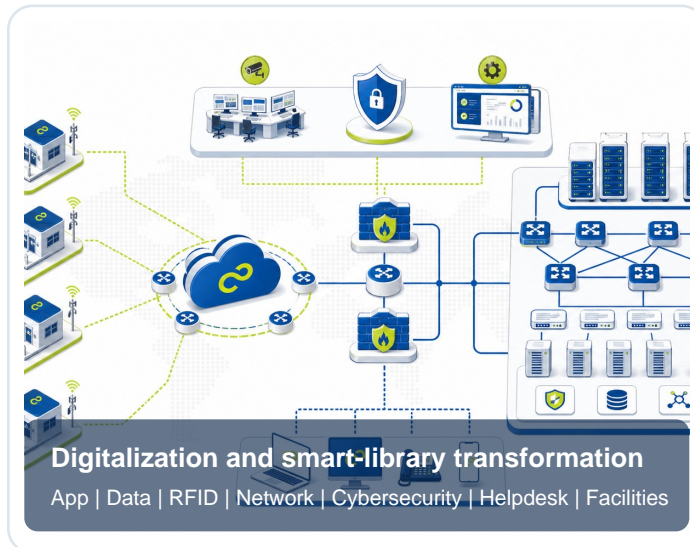 Digitalization and smart-library transformation
App | Data | RFID | Network | Cybersecurity | Helpdesk | Facilities